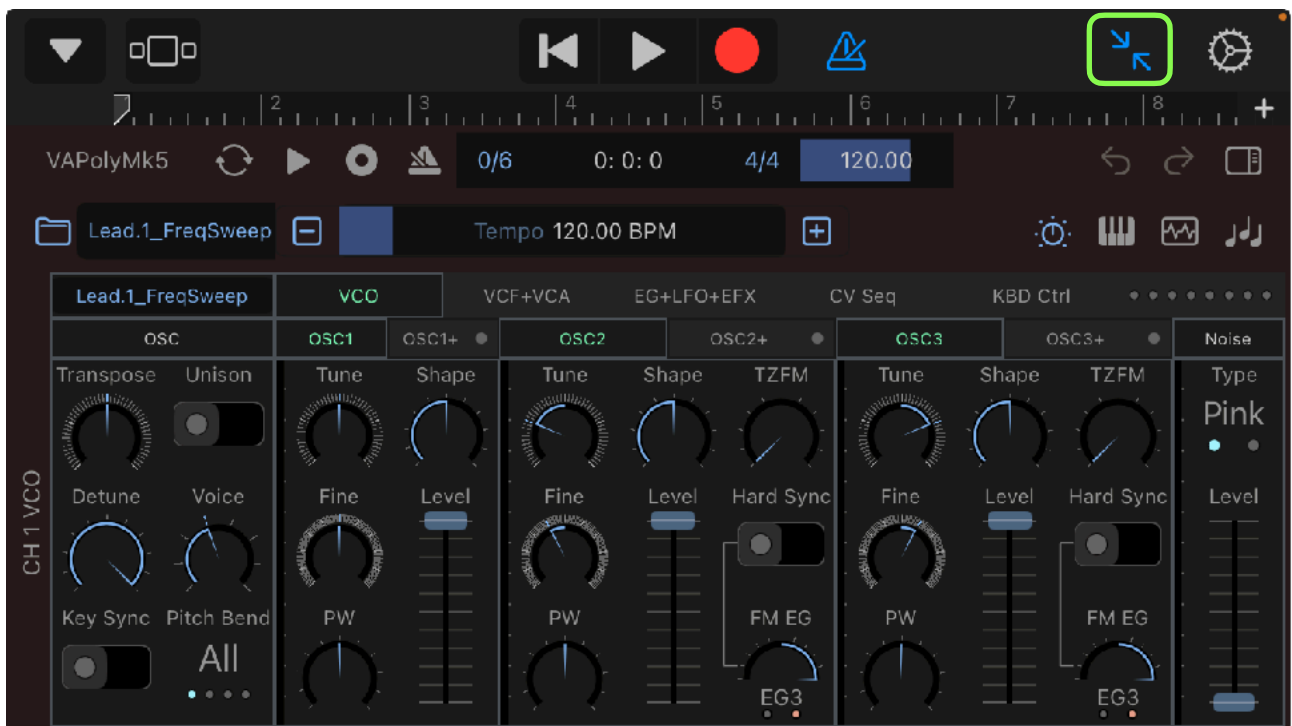 2 3 4 5 6 7 8 +
VAPolyMk5 0/6 0: 0: 0 4/4 120.00
Lead.1_FreqSweep Tempo 120.00 BPM
Lead.1_FreqSweep VCO VCF+VCA EG+LFO+EFX CV Seq KBD Ctrl
OSC OSC1 OSC1+ OSC2 OSC2+ OSC3 OSC3+ Noise
Transpose Unison Tune Shape Tune Shape TZFM Tune Shape TZFM Type
Pink
Detune Voice Fine Level Fine Level Hard Sync Fine Level Hard Sync Level
CH 1 VCO
Key Sync Pitch Bend PW PW FM EG PW FM EG
All
EG3 EG3